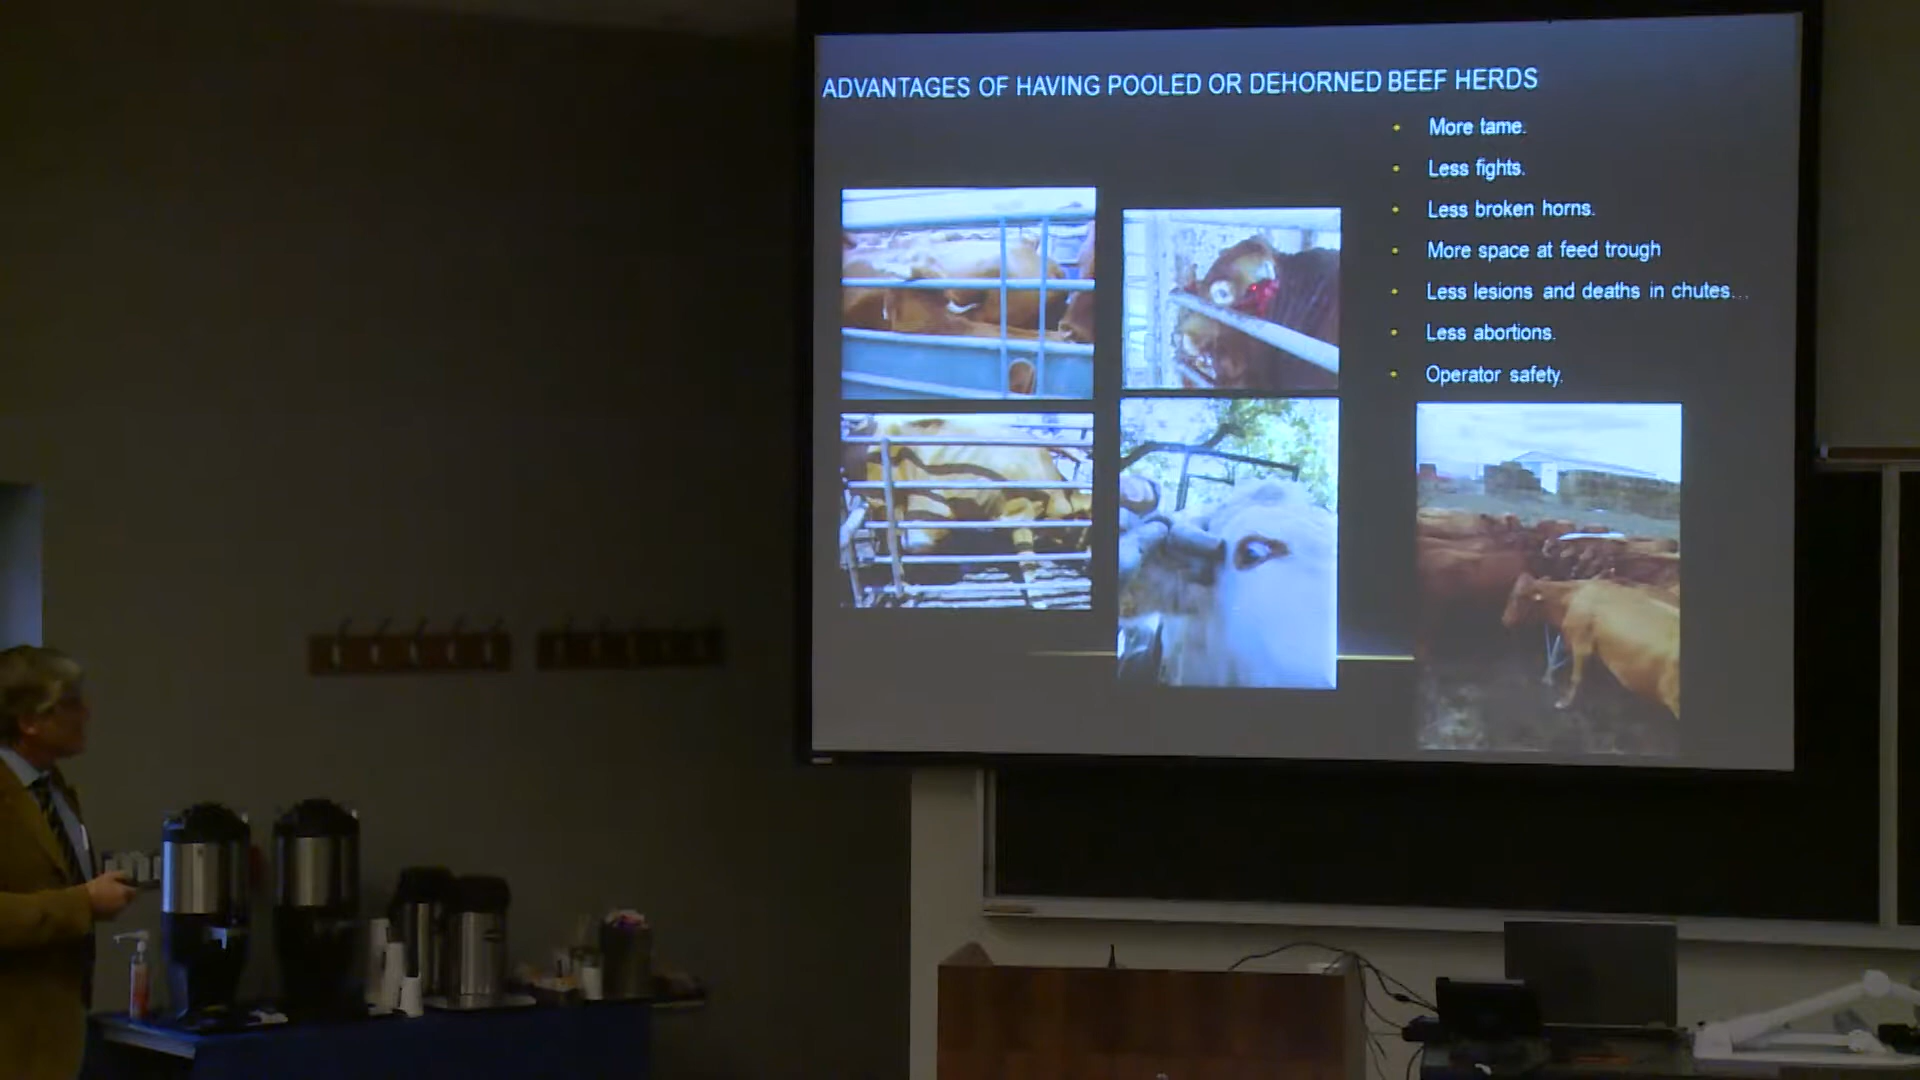 ADVANTAGES OF HAVING POOLED OR DEHORNED BEEF HERDS
• More tame.
• Less fights.
• Less broken horns.
• More space at feed trough
• Less lesions and deaths in chutes...
• Less abortions.
• Operator safety.